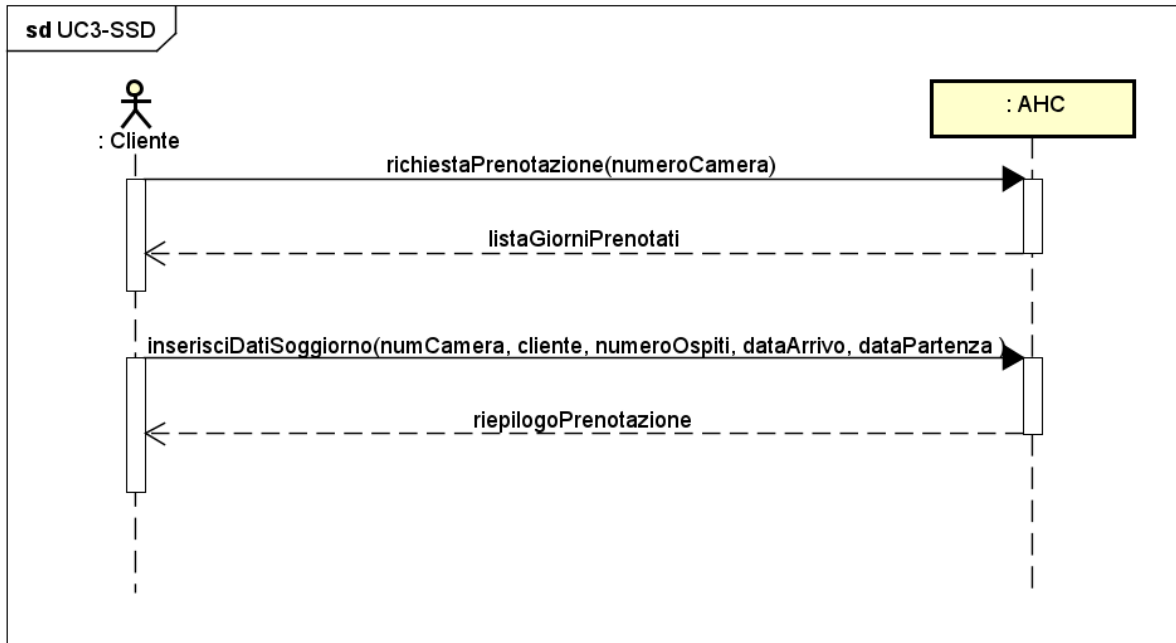 sd UC3-SSD
: Cliente
: AHC
richiestaPrenotazione(numeroCamera)
listaGiorniPrenotati
inserisciDatiSoggiorno(numCamera, cliente, numeroOspiti, dataArrivo, dataPartenza )
riepilogoPrenotazione